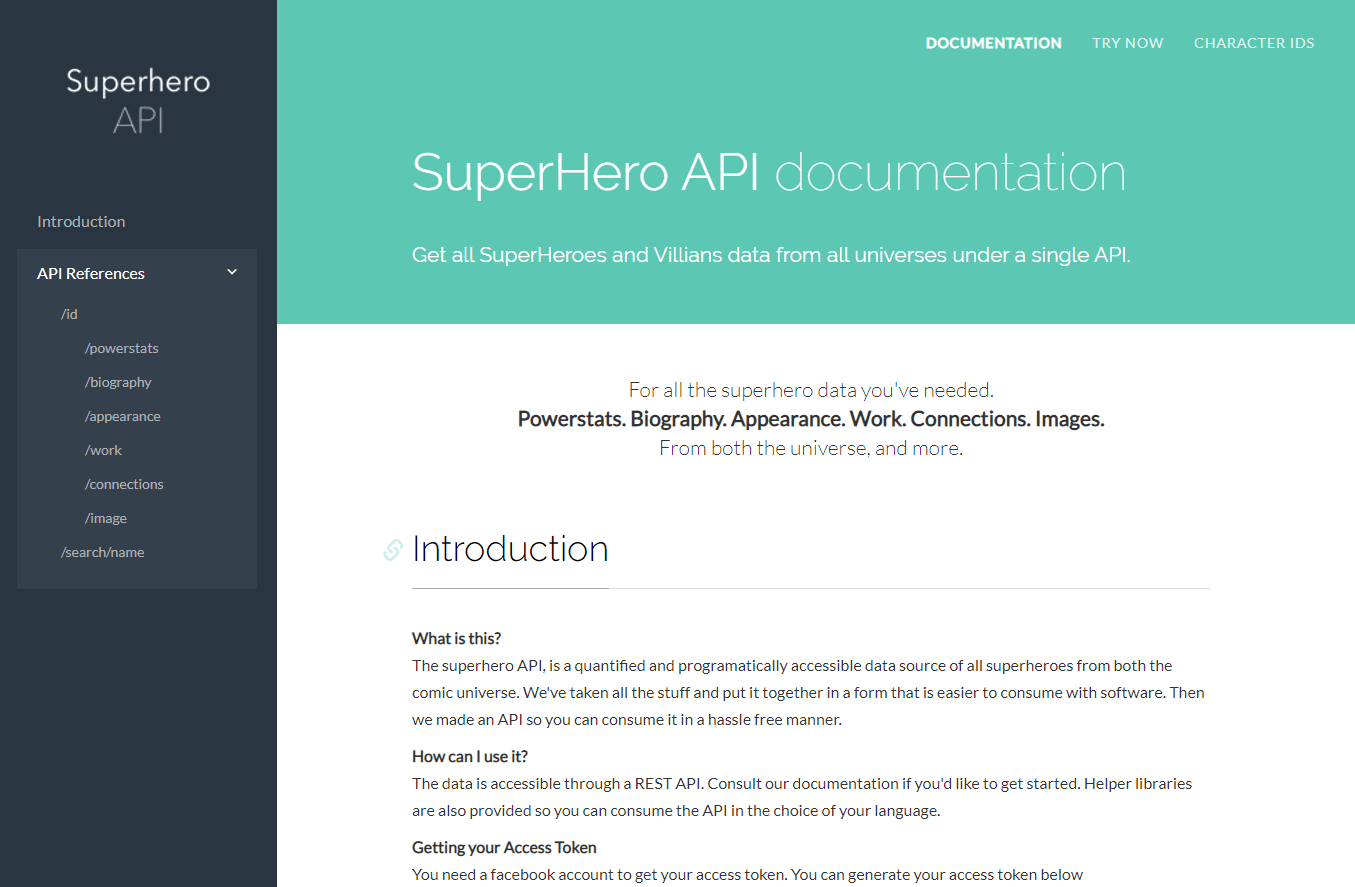 Superhero
API
Introduction
API References
/id
/powerstats
/biography
/appearance
/work
/connections
/image
/search/name
DOCUMENTATION TRY NOW CHARACTER IDS
SuperHero API documentation
Get all SuperHeroes and Villians data from all universes under a single API.
For all the superhero data you've needed.
Powerstats. Biography. Appearance. Work. Connections. Images.
From both the universe, and more.
Introduction
What is this?
The superhero API, is a quantified and programatically accessible data source of all superheroes from both the
comic universe. We've taken all the stuff and put it together in a form that is easier to consume with software. Then
we made an API so you can consume it in a hassle free manner.
How can I use it?
The data is accessible through a REST API. Consult our documentation if you'd like to get started. Helper libraries
are also provided so you can consume the API in the choice of your language.
Getting your Access Token
You need a facebook account to get your access token. You can generate your access token below